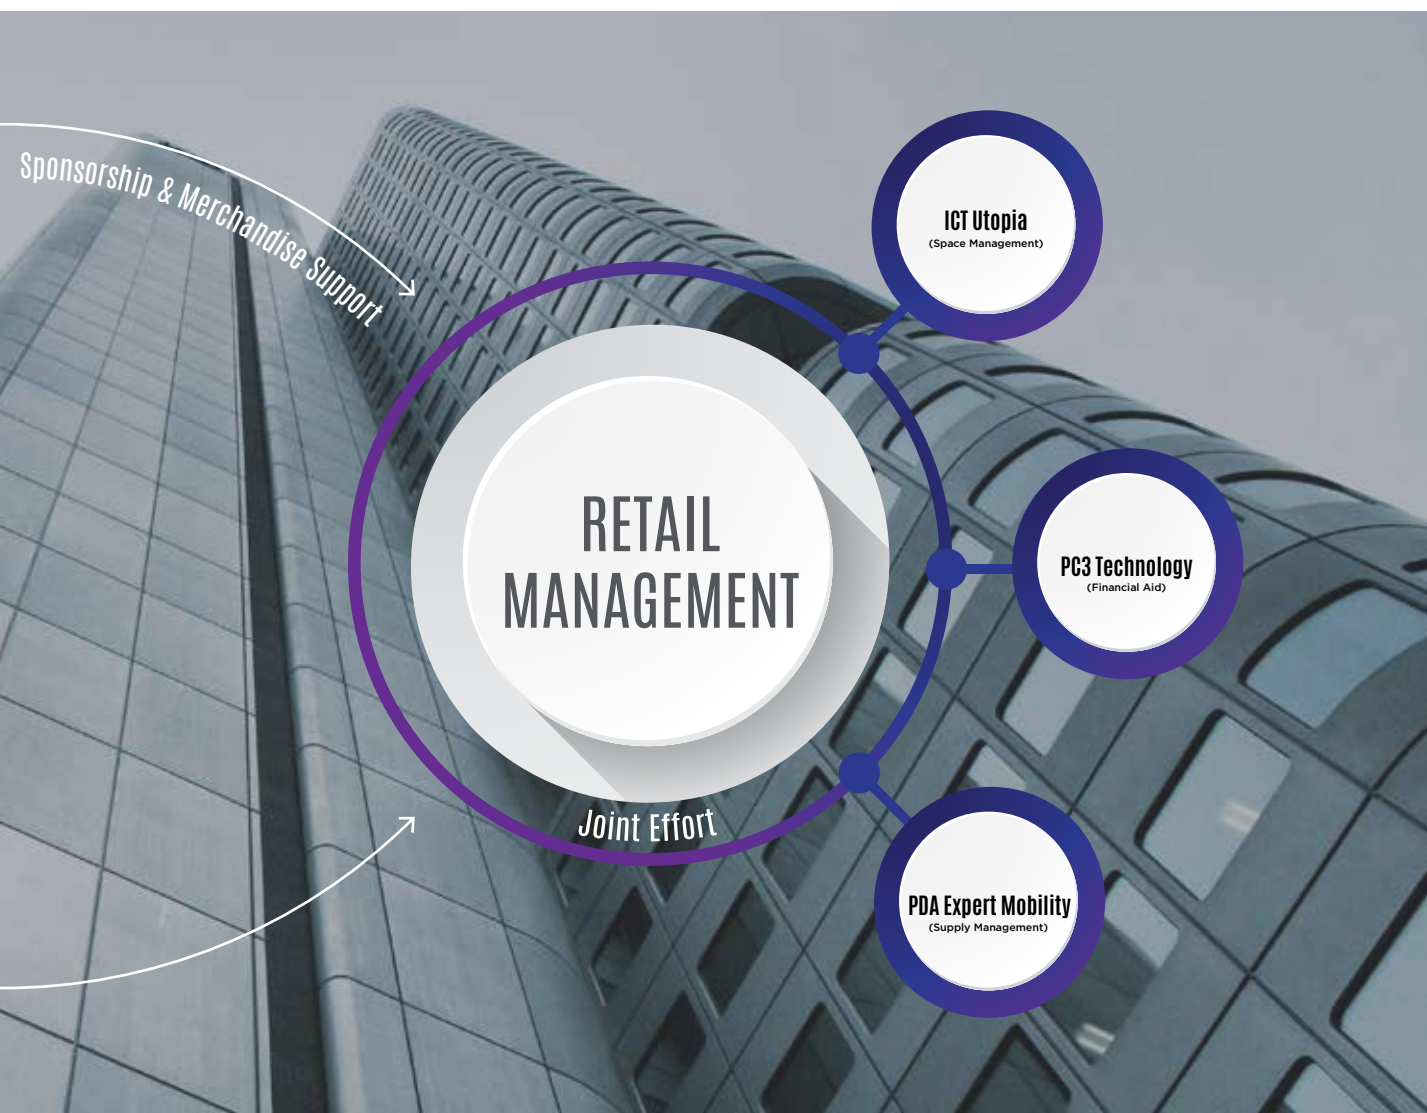 Sponsorship & Merchandise Support
ICT Utopia
(Space Management)
RETAIL
MANAGEMENT
PC3 Technology
(Financial Aid)
Joint Effort
PDA Expert Mobility
(Supply Management)